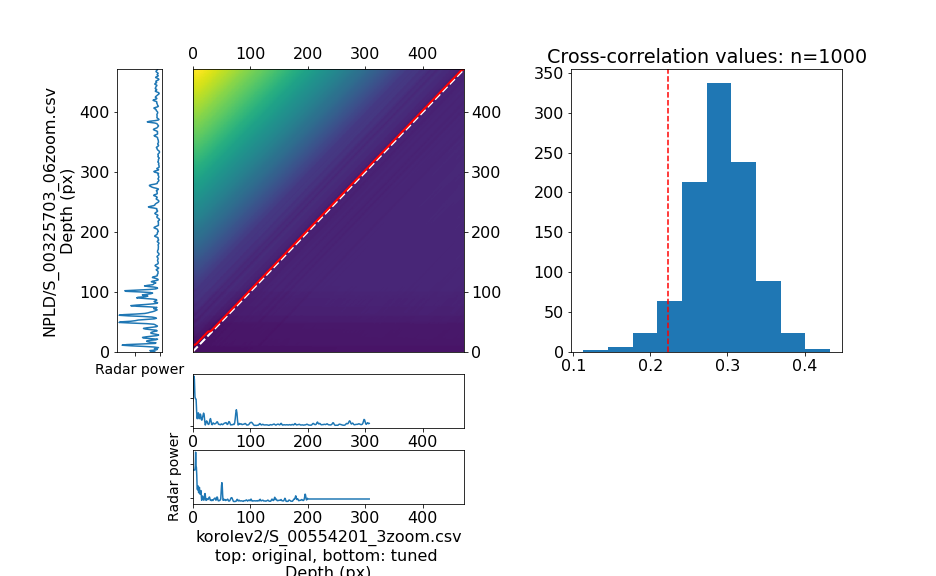 0 100 200 300 400
Cross-correlation values: n=1000
NPLD/S_00325703_06zoom.csv
Depth (px)
400
300
200
100
0
Radar power
400
300
200
100
0
350
300
250
200
150
100
50
0
0.1 0.2 0.3 0.4
0 100 200 300 400
Radar power
0 100 200 300 400
korolev2/S_00554201_3zoom.csv
top: original, bottom: tuned
Depth (px)